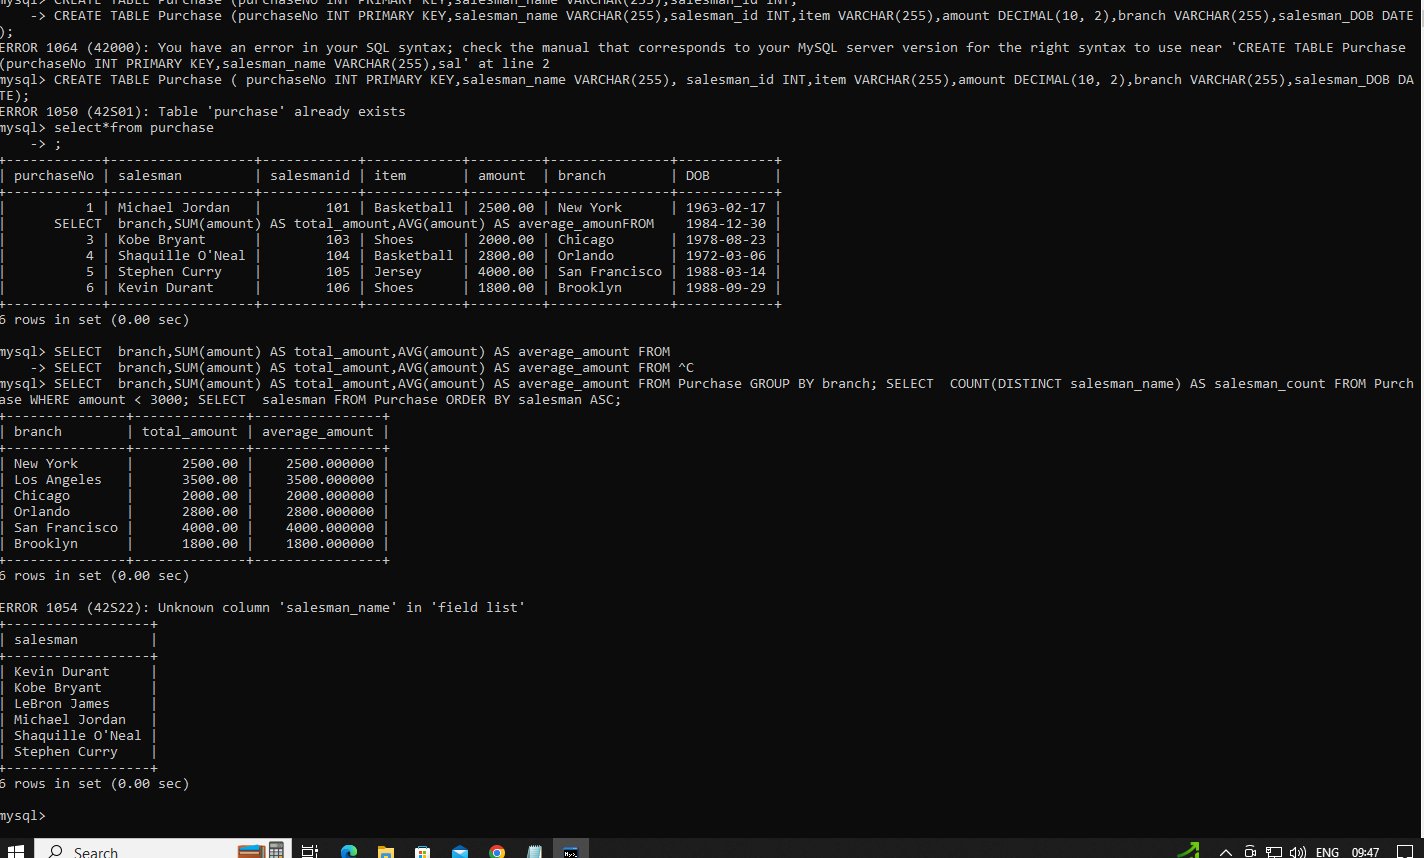 mysql> CREATE TABLE Purchase (purchaseNo INT PRIMARY KEY,salesman_name VARCHAR(255),salesman_id INT,
    -> CREATE TABLE Purchase (purchaseNo INT PRIMARY KEY,salesman_name VARCHAR(255),salesman_id INT,item VARCHAR(255),amount DECIMAL(10, 2),branch VARCHAR(255),salesman_DOB DATE
);
ERROR 1064 (42000): You have an error in your SQL syntax; check the manual that corresponds to your MySQL server version for the right syntax to use near 'CREATE TABLE Purchase
(purchaseNo INT PRIMARY KEY,salesman_name VARCHAR(255),sal' at line 2
mysql> CREATE TABLE Purchase ( purchaseNo INT PRIMARY KEY,salesman_name VARCHAR(255), salesman_id INT,item VARCHAR(255),amount DECIMAL(10, 2),branch VARCHAR(255),salesman_DOB DA
TE);
ERROR 1050 (42S01): Table 'purchase' already exists
mysql> select*from purchase
    -> ;
+------------+------------------+------------+------------+---------+---------------+------------+
| purchaseNo | salesman         | salesmanid | item       | amount  | branch        | DOB        |
+------------+------------------+------------+------------+---------+---------------+------------+
|          1 | Michael Jordan   |        101 | Basketball | 2500.00 | New York      | 1963-02-17 |
|      SELECT  branch,SUM(amount) AS total_amount,AVG(amount) AS average_amounFROM    1984-12-30 |
|          3 | Kobe Bryant      |        103 | Shoes      | 2000.00 | Chicago       | 1978-08-23 |
|          4 | Shaquille O'Neal |        104 | Basketball | 2800.00 | Orlando       | 1972-03-06 |
|          5 | Stephen Curry    |        105 | Jersey     | 4000.00 | San Francisco | 1988-03-14 |
|          6 | Kevin Durant     |        106 | Shoes      | 1800.00 | Brooklyn      | 1988-09-29 |
+------------+------------------+------------+------------+---------+---------------+------------+
6 rows in set (0.00 sec)

mysql> SELECT  branch,SUM(amount) AS total_amount,AVG(amount) AS average_amount FROM
    -> SELECT  branch,SUM(amount) AS total_amount,AVG(amount) AS average_amount FROM ^C
mysql> SELECT  branch,SUM(amount) AS total_amount,AVG(amount) AS average_amount FROM Purchase GROUP BY branch; SELECT  COUNT(DISTINCT salesman_name) AS salesman_count FROM Purch
ase WHERE amount < 3000; SELECT  salesman FROM Purchase ORDER BY salesman ASC;
+---------------+--------------+----------------+
| branch        | total_amount | average_amount |
+---------------+--------------+----------------+
| New York      |      2500.00 |    2500.000000 |
| Los Angeles   |      3500.00 |    3500.000000 |
| Chicago       |      2000.00 |    2000.000000 |
| Orlando       |      2800.00 |    2800.000000 |
| San Francisco |      4000.00 |    4000.000000 |
| Brooklyn      |      1800.00 |    1800.000000 |
+---------------+--------------+----------------+
6 rows in set (0.00 sec)

ERROR 1054 (42S22): Unknown column 'salesman_name' in 'field list'
+------------------+
| salesman         |
+------------------+
| Kevin Durant     |
| Kobe Bryant      |
| LeBron James     |
| Michael Jordan   |
| Shaquille O'Neal |
| Stephen Curry    |
+------------------+
6 rows in set (0.00 sec)

mysql>
Search
ENG 09:47